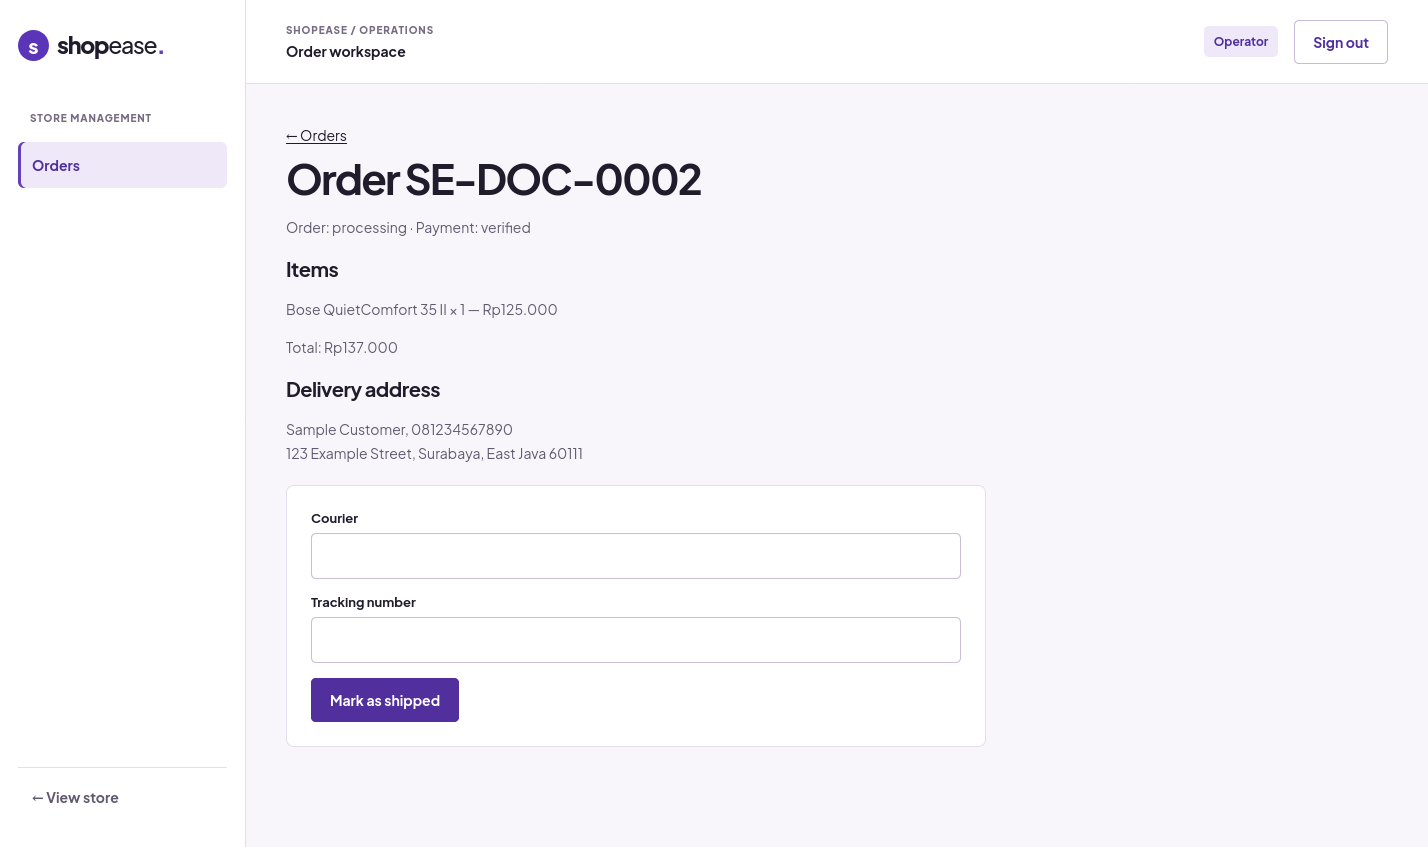 s shopease.
STORE MANAGEMENT
Orders
← View store
SHOPEASE / OPERATIONS
Order workspace
Operator
Sign out
← Orders
Order SE-DOC-0002
Order: processing · Payment: verified
Items
Bose QuietComfort 35 II × 1 — Rp125.000
Total: Rp137.000
Delivery address
Sample Customer, 081234567890
123 Example Street, Surabaya, East Java 60111
Courier
Tracking number
Mark as shipped